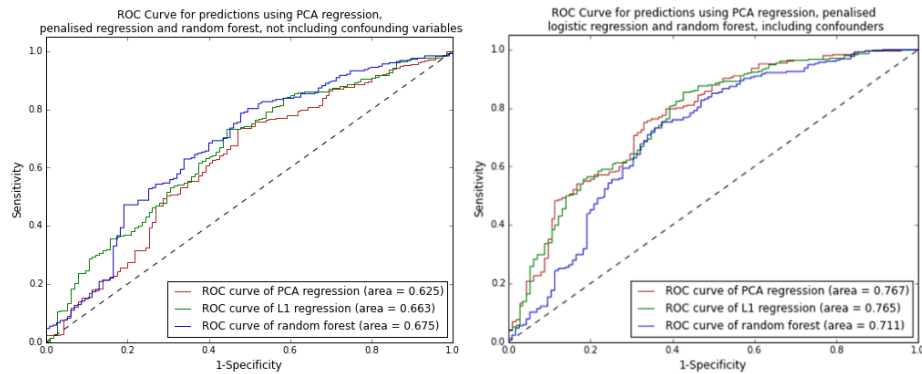 ROC Curve for predictions using PCA regression,
penalised regression and random forest, not including confounding variables
1.0
0.8
0.6
0.4
0.2
0.0
0.0 0.2 0.4 0.6 0.8 1.0
Sensitivity
1-Specificity
ROC curve of PCA regression (area = 0.625)
ROC curve of L1 regression (area = 0.663)
ROC curve of random forest (area = 0.675)
ROC Curve for predictions using PCA regression, penalised
logistic regression and random forest, including confounders
1.0
0.8
0.6
0.4
0.2
0.0
0.0 0.2 0.4 0.6 0.8 1.0
Sensitivity
1-Specificity
ROC curve of PCA regression (area = 0.767)
ROC curve of L1 regression (area = 0.765)
ROC curve of random forest (area = 0.711)